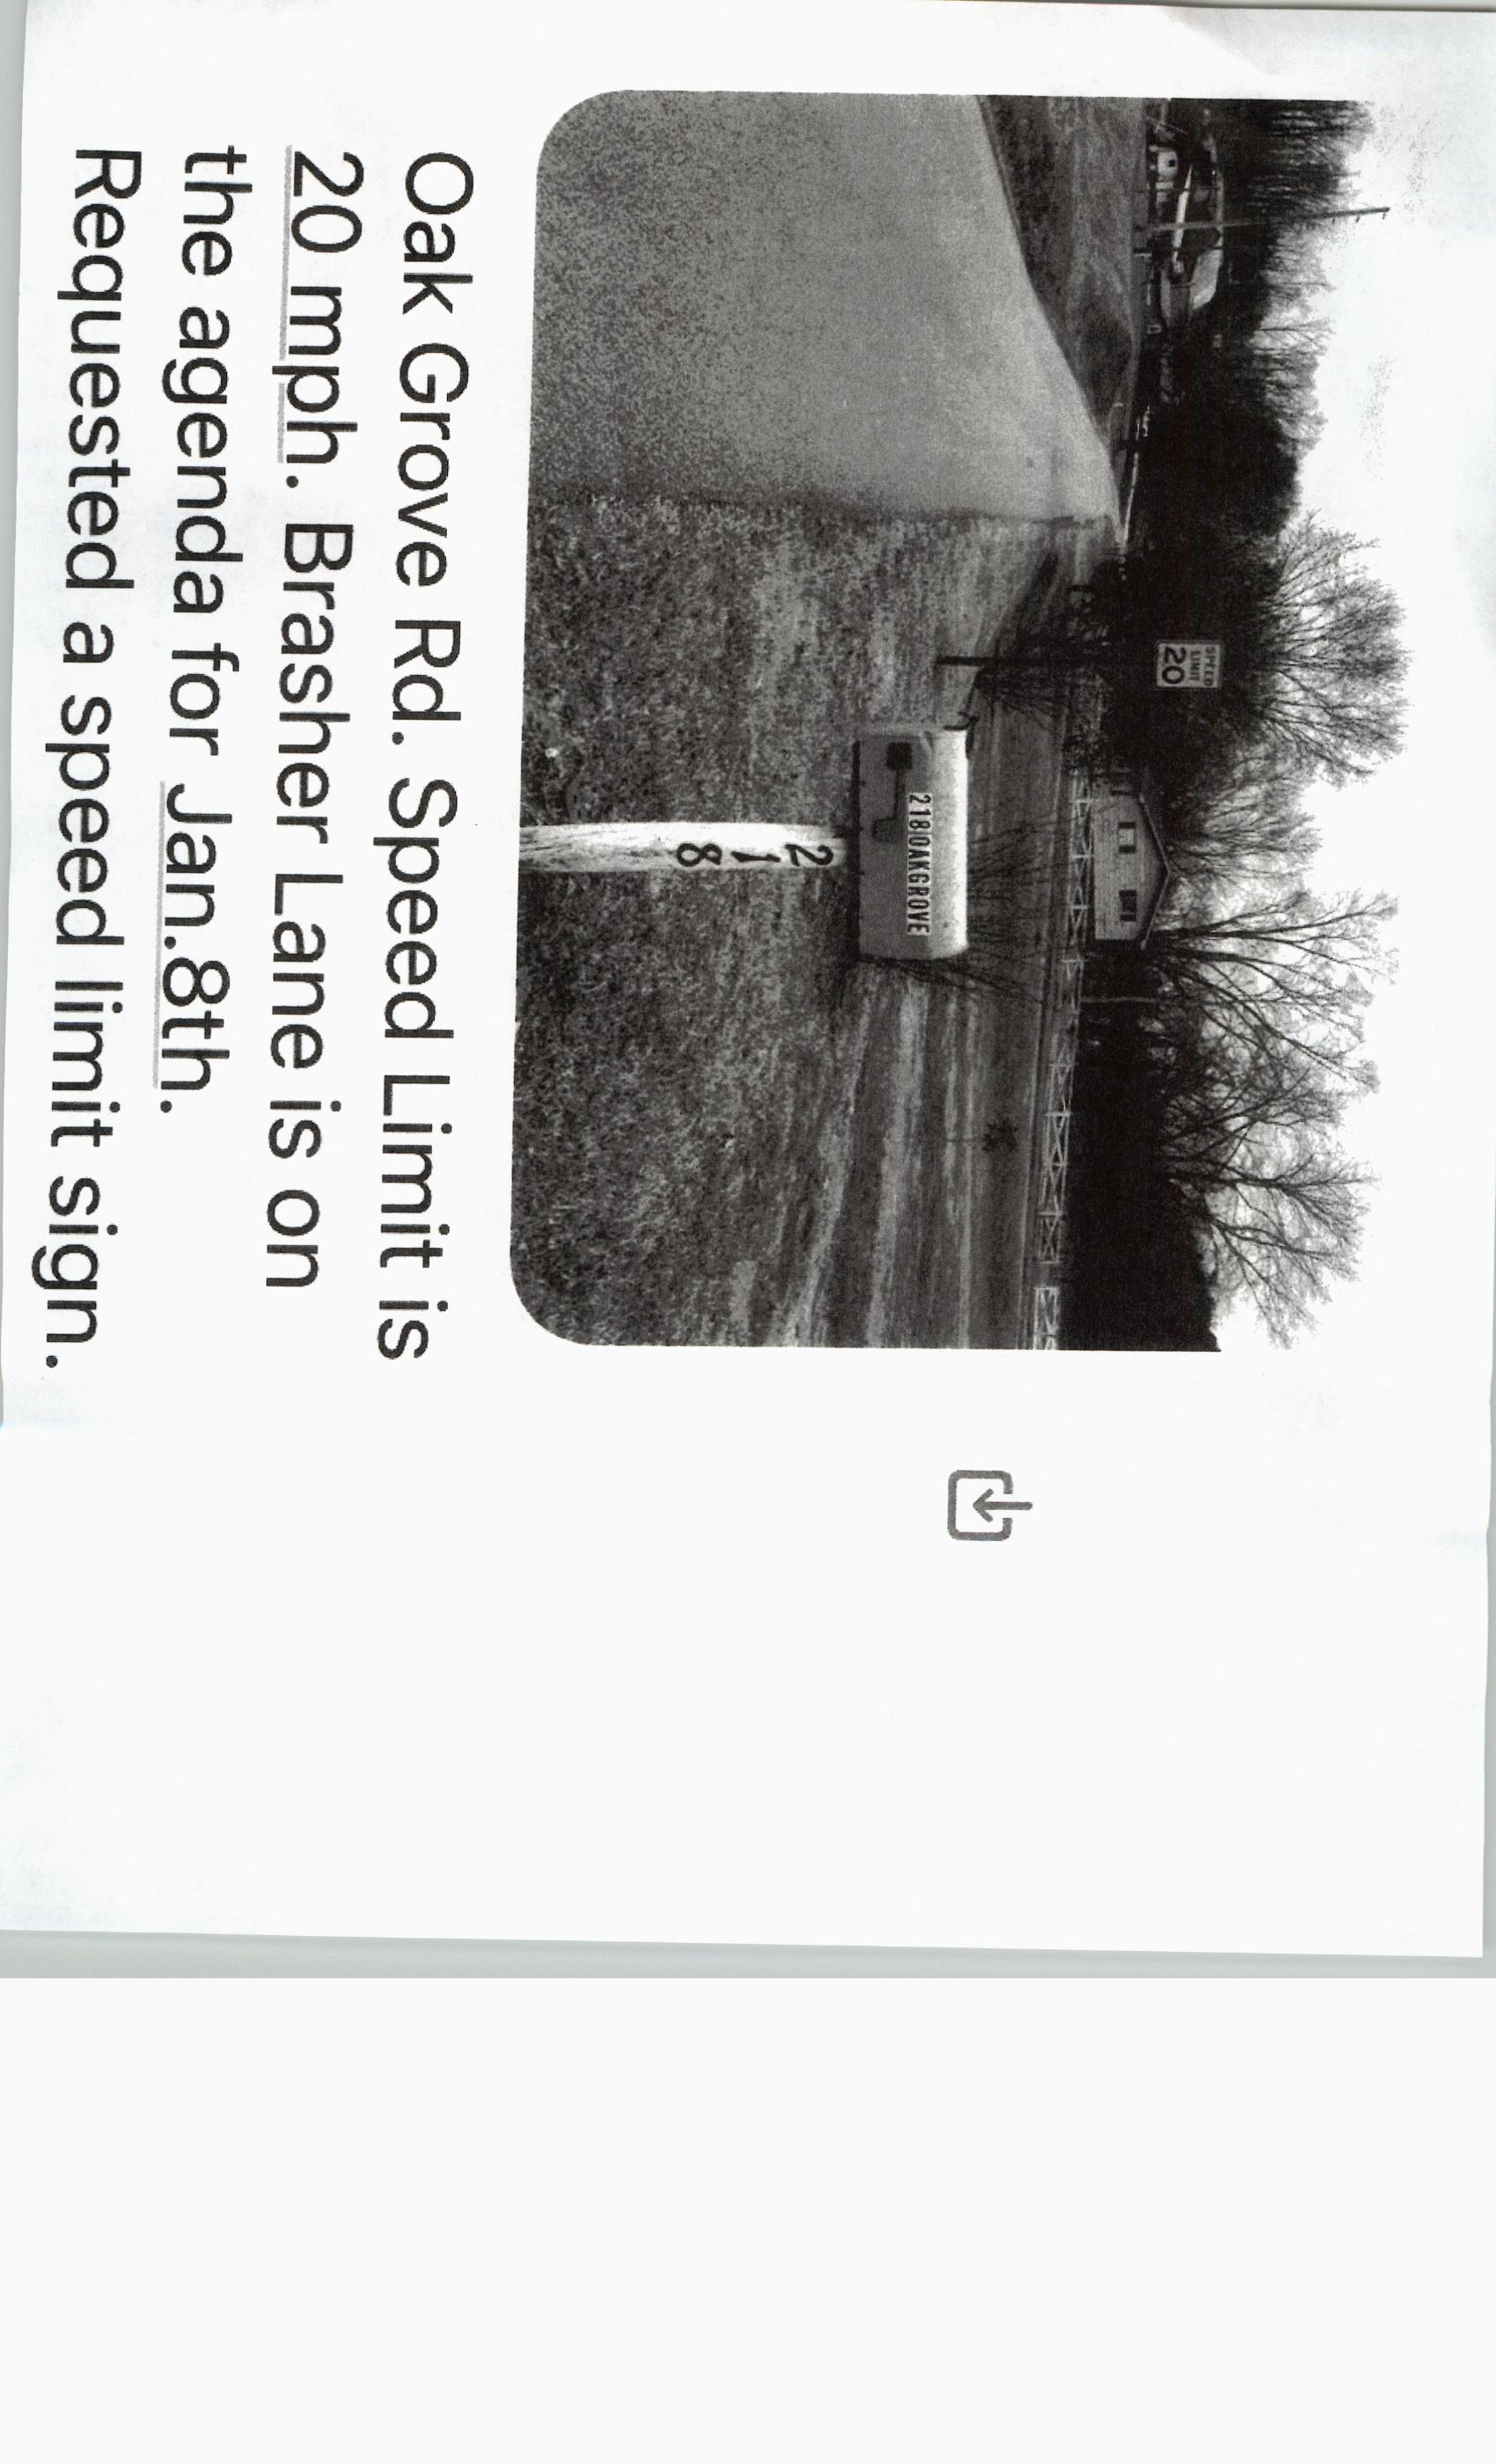 SPEED
LIMIT
20
218OAKGROVE
2
1
8
Oak Grove Rd. Speed Limit is
20 mph. Brasher Lane is on
the agenda for Jan.8th.
Requested a speed limit sign.